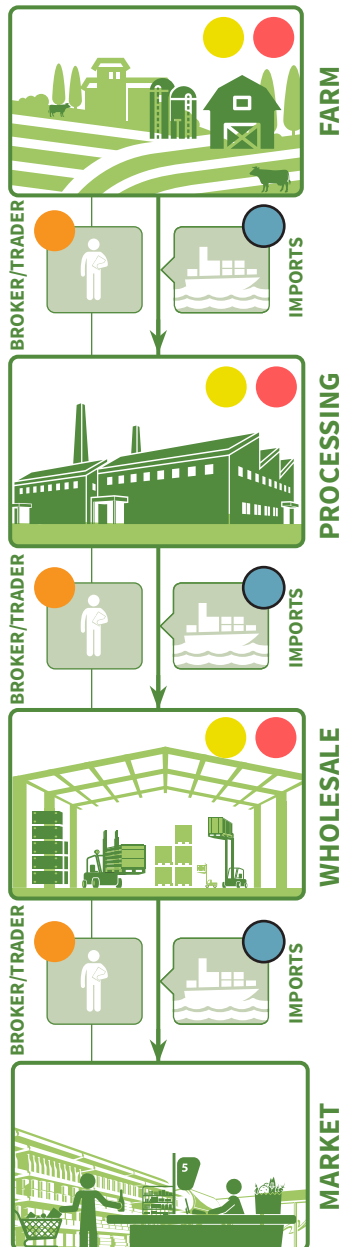 FARM
BROKER/TRADER
IMPORTS
PROCESSING
BROKER/TRADER
IMPORTS
WHOLESALE
BROKER/TRADER
IMPORTS
MARKET
5